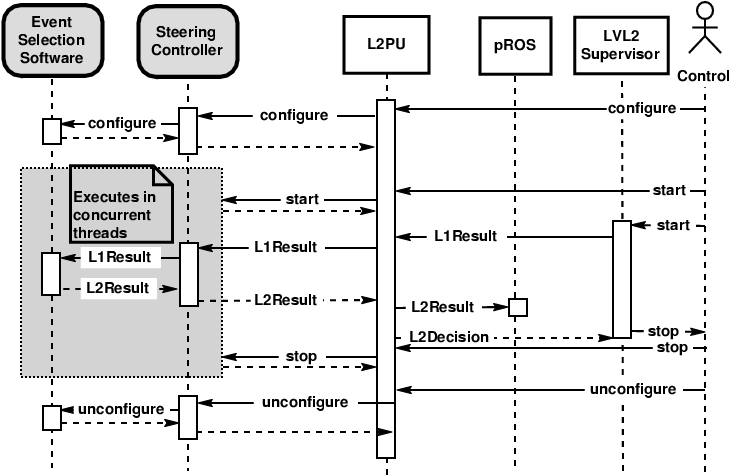 Event
Selection
Software
Steering
Controller
L2PU
pROS
LVL2
Supervisor
Control
configure
configure
configure
Executes in
concurrent
threads
start
start
start
L1Result
L1Result
L1Result
L2Result
L2Result
L2Result
L2Decision
stop
stop
stop
unconfigure
unconfigure
unconfigure